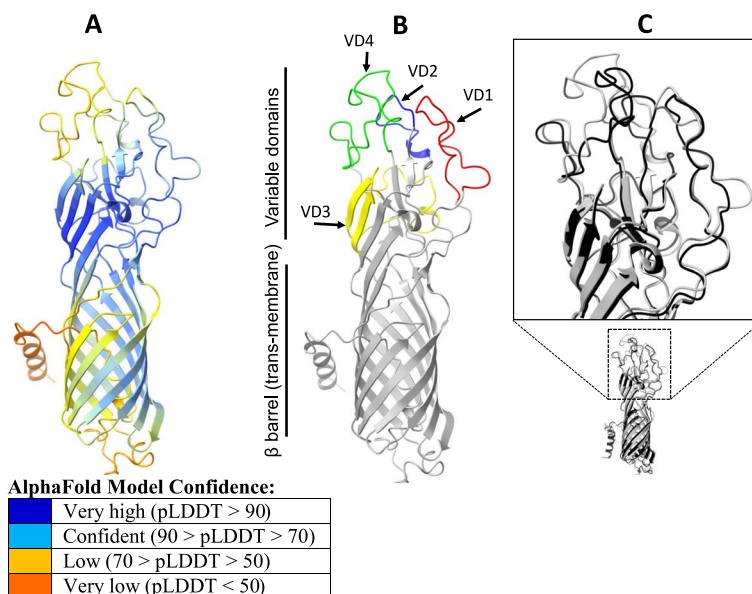 A
B
C
VD4
VD2
VD1
VD3
Variable domains
β barrel (trans-membrane)
AlphaFold Model Confidence:
Very high (pLDDT > 90)
Confident (90 > pLDDT > 70)
Low (70 > pLDDT > 50)
Very low (pLDDT < 50)